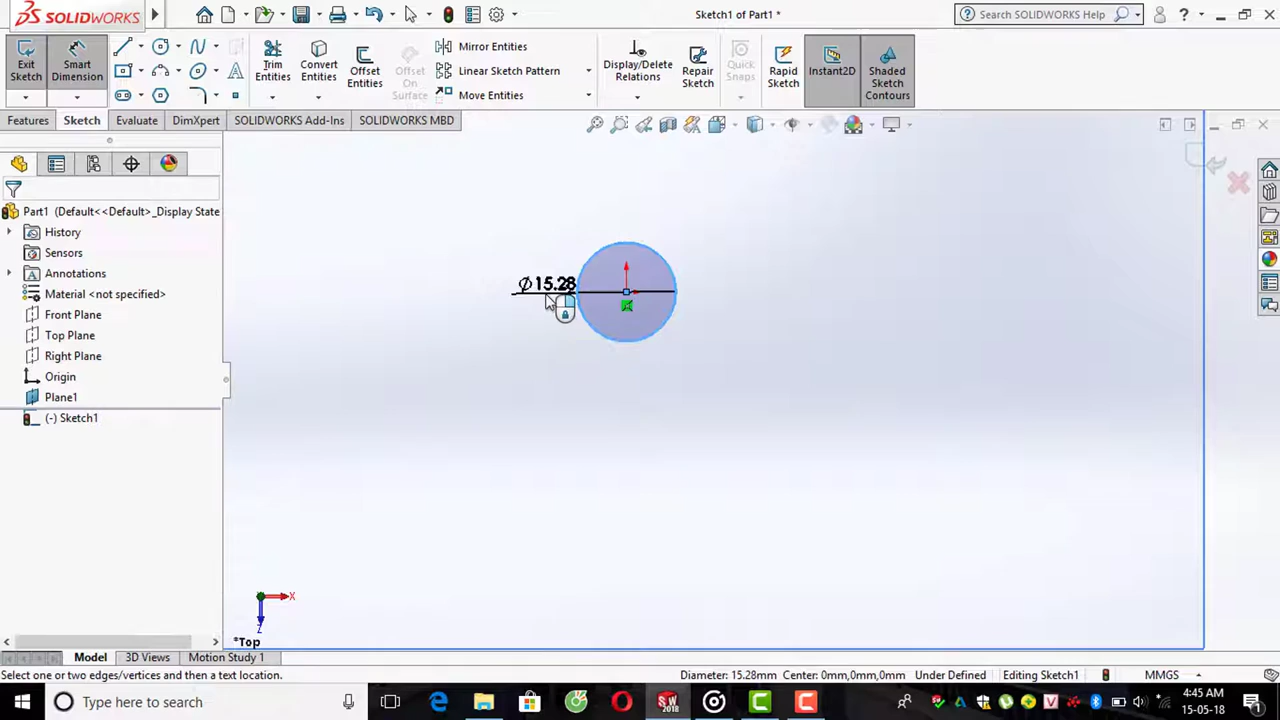 SOLIDWORKS
Sketch1 of Part1 *
Search SOLIDWORKS Help
?
Exit Sketch
Smart Dimension
Trim Entities
Convert Entities
Offset Entities
Offset On Surface
Mirror Entities
Linear Sketch Pattern
Move Entities
Display/Delete Relations
Repair Sketch
Quick Snaps
Rapid Sketch
Instant2D
Shaded Sketch Contours
Features
Sketch
Evaluate
DimXpert
SOLIDWORKS Add-Ins
SOLIDWORKS MBD
Part1 (Default<<Default>_Display State
History
Sensors
Annotations
Material <not specified>
Front Plane
Top Plane
Right Plane
Origin
Plane1
(-) Sketch1
∅15.28
X
Z
*Top
Model
3D Views
Motion Study 1
Select one or two edges/vertices and then a text location.
Diameter: 15.28mm
Center: 0mm,0mm,0mm
Under Defined
Editing Sketch1
MMGS
Type here to search
SW
2018
4:45 AM
15-05-18